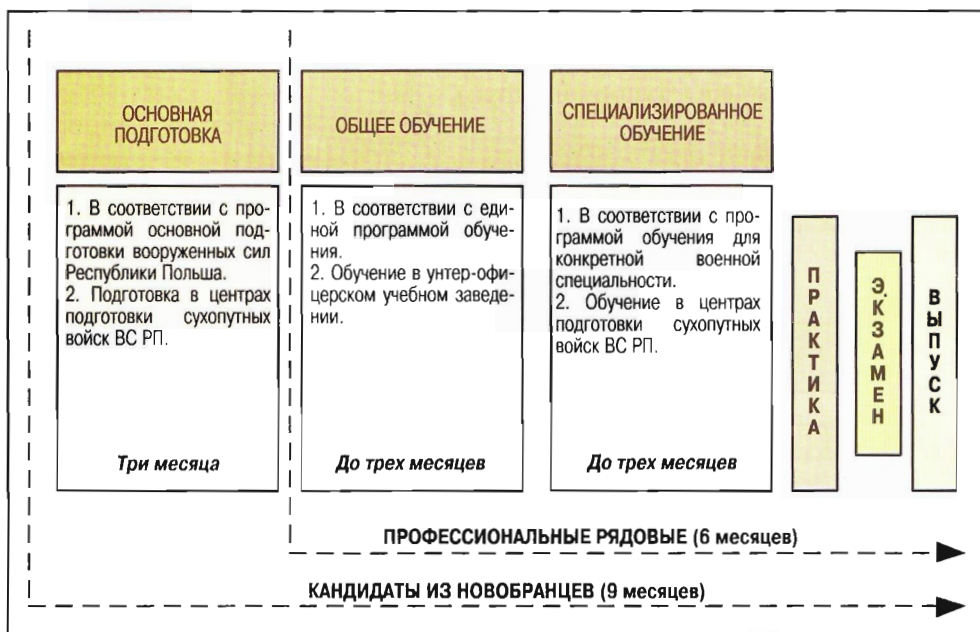 ОСНОВНАЯ
ПОДГОТОВКА
ОБЩЕЕ ОБУЧЕНИЕ
СПЕЦИАЛИЗИРОВАННОЕ
ОБУЧЕНИЕ
1. В соответствии с про-
граммой основной под-
готовки вооруженных сил
Республики Польша.
2. Подготовка в центрах
подготовки сухопутных
войск ВС РП.
Три месяца
1. В соответствии с еди-
ной программой обуче-
ния.
2. Обучение в унтер-офи-
церском учебном заведе-
нии.
До трех месяцев
1. В соответствии с про-
граммой обучения для
конкретной военной
специальности.
2. Обучение в центрах
подготовки сухопутных
войск ВС РП.
До трех месяцев
ПРАКТИКА
ЭКЗАМЕН
ВЫПУСК
ПРОФЕССИОНАЛЬНЫЕ РЯДОВЫЕ (6 месяцев)
КАНДИДАТЫ ИЗ НОВОБРАНЦЕВ (9 месяцев)